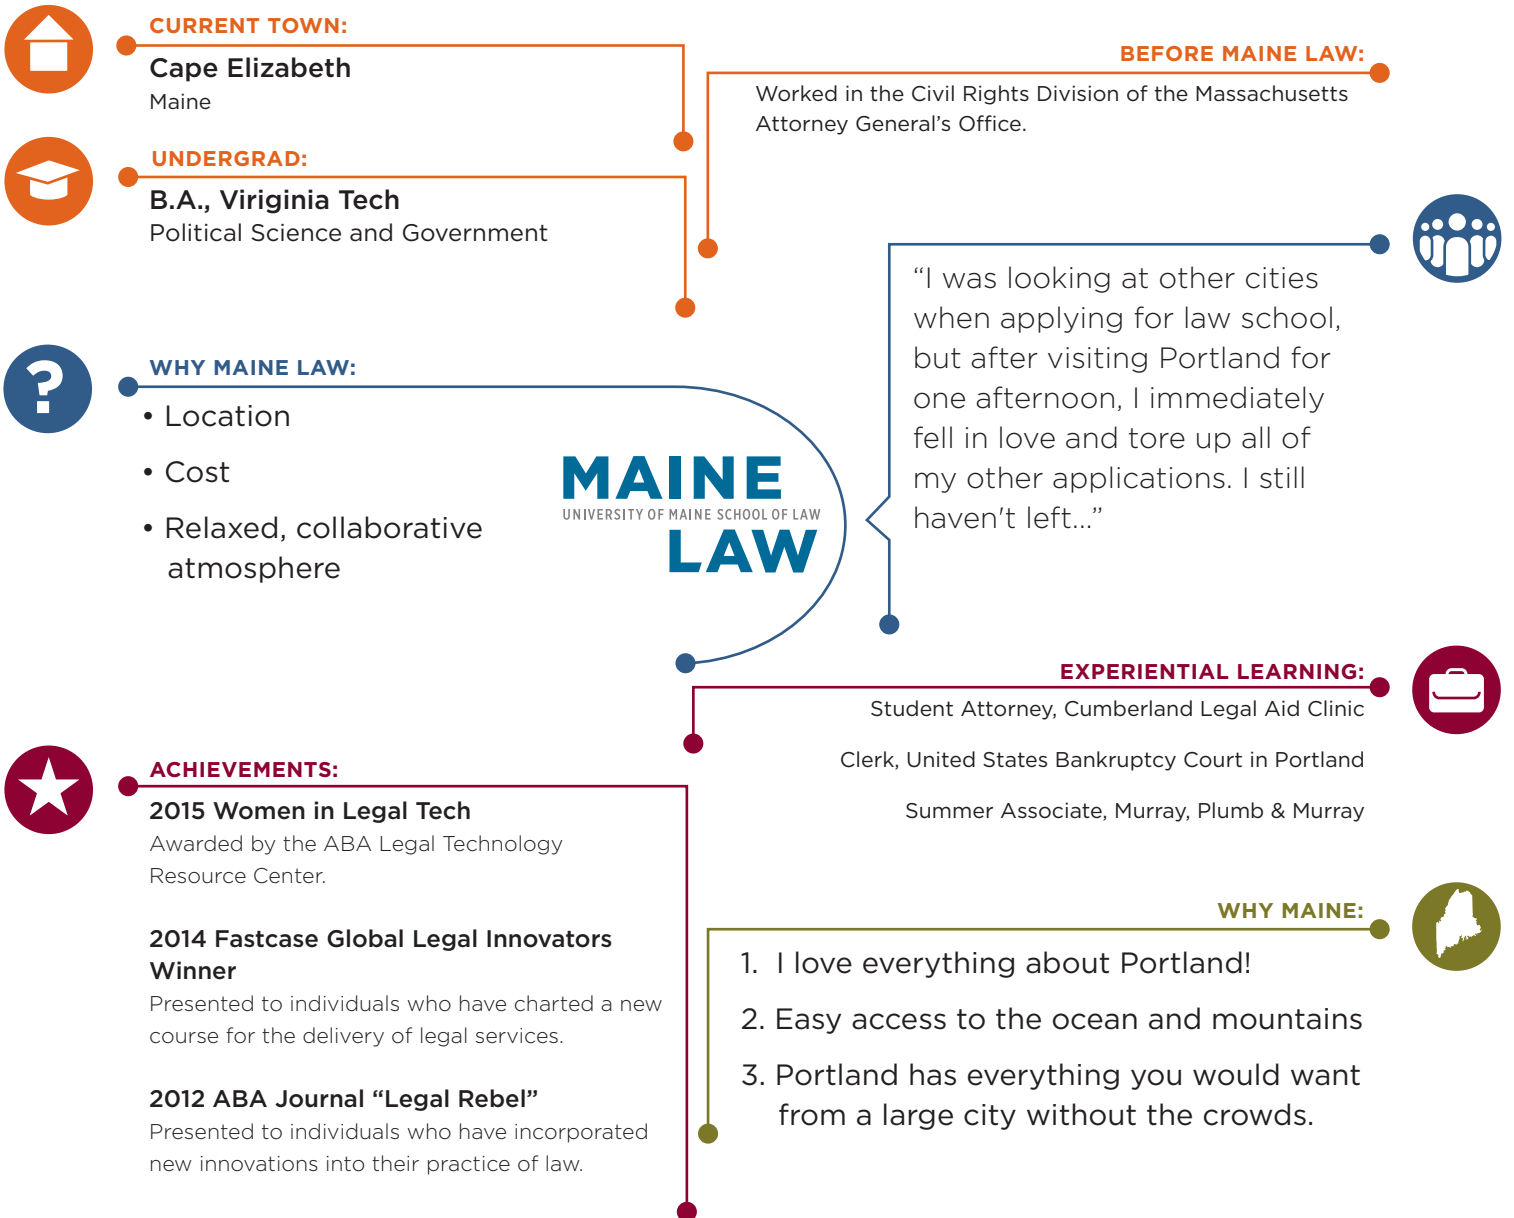 CURRENT TOWN:
Cape Elizabeth
Maine
UNDERGRAD:
B.A., Viriginia Tech
Political Science and Government
BEFORE MAINE LAW:
Worked in the Civil Rights Division of the Massachusetts
Attorney General’s Office.
“I was looking at other cities
when applying for law school,
but after visiting Portland for
one afternoon, I immediately
fell in love and tore up all of
my other applications. I still
haven't left...”
?
WHY MAINE LAW:
• Location
• Cost
• Relaxed, collaborative
atmosphere
MAINE
UNIVERSITY OF MAINE SCHOOL OF LAW
LAW
EXPERIENTIAL LEARNING:
Student Attorney, Cumberland Legal Aid Clinic
Clerk, United States Bankruptcy Court in Portland
Summer Associate, Murray, Plumb & Murray
ACHIEVEMENTS:
2015 Women in Legal Tech
Awarded by the ABA Legal Technology
Resource Center.
2014 Fastcase Global Legal Innovators
Winner
Presented to individuals who have charted a new
course for the delivery of legal services.
2012 ABA Journal “Legal Rebel”
Presented to individuals who have incorporated
new innovations into their practice of law.
WHY MAINE:
1. I love everything about Portland!
2. Easy access to the ocean and mountains
3. Portland has everything you would want
from a large city without the crowds.